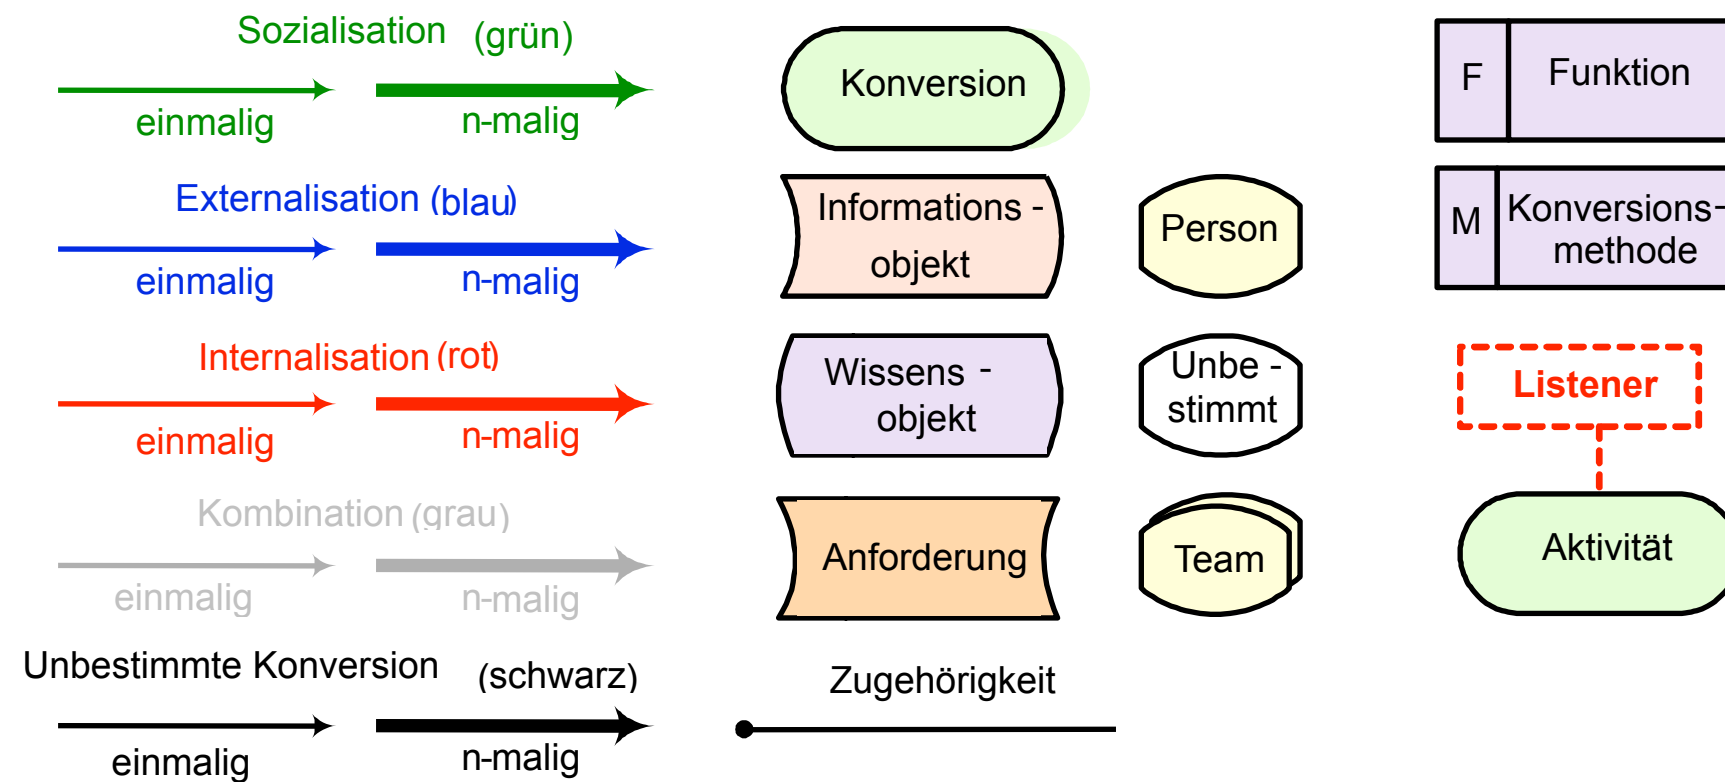 Sozialisation (grün)
einmalig
n-malig
Externalisation (blau)
einmalig
n-malig
Internalisation (rot)
einmalig
n-malig
Kombination (grau)
einmalig
n-malig
Unbestimmte Konversion (schwarz)
einmalig
n-malig
Konversion
Informations -
objekt
Wissens -
objekt
Anforderung
Zugehörigkeit
Person
Unbe -
stimmt
Team
F Funktion
M Konversions-
methode
Listener
Aktivität